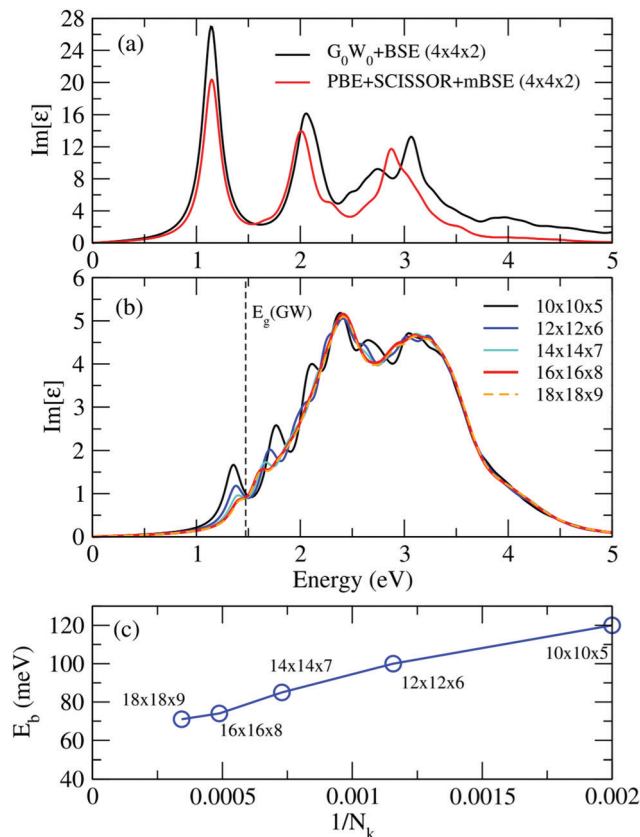 (a)
G₀W₀+BSE (4x4x2)
PBE+SCISSOR+mBSE (4x4x2)
Im[ε]
28
24
20
16
12
8
4
0
0 1 2 3 4 5
(b)
E_g(GW)
10x10x5
12x12x6
14x14x7
16x16x8
18x18x9
Im[ε]
6
5
4
3
2
1
0
0 1 2 3 4 5
Energy (eV)
(c)
E_b (meV)
120
100
80
60
40
18x18x9
16x16x8
14x14x7
12x12x6
10x10x5
0 0.0005 0.001 0.0015 0.002
1/N_k